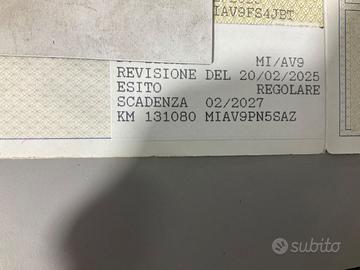 MIAV9FS4JBT
MI/AV9
REVISIONE DEL 20/02/2025
ESITO REGOLARE
SCADENZA 02/2027
KM 131080 MIAV9PN5SAZ
subito